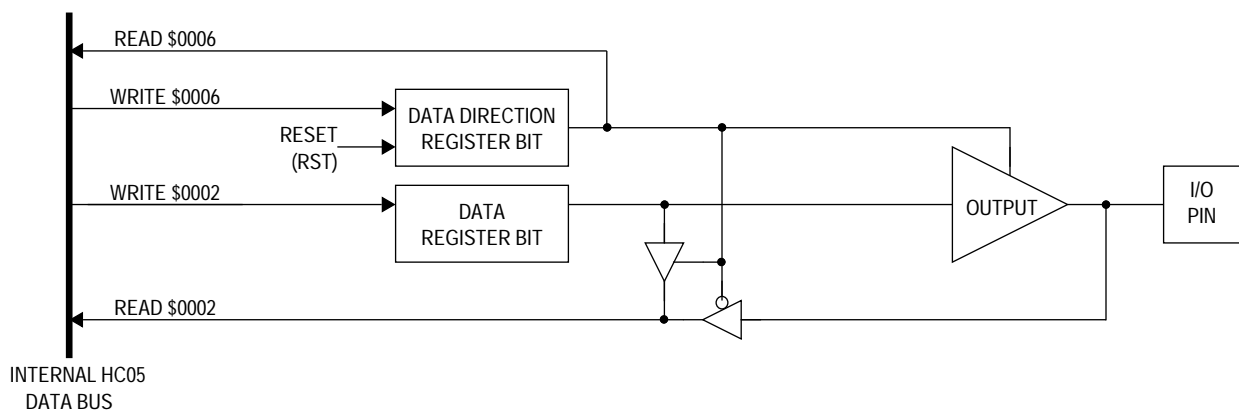 READ $0006
WRITE $0006
DATA DIRECTION
REGISTER BIT
RESET
(RST)
WRITE $0002
DATA
REGISTER BIT
OUTPUT
I/O
PIN
READ $0002
INTERNAL HC05
DATA BUS